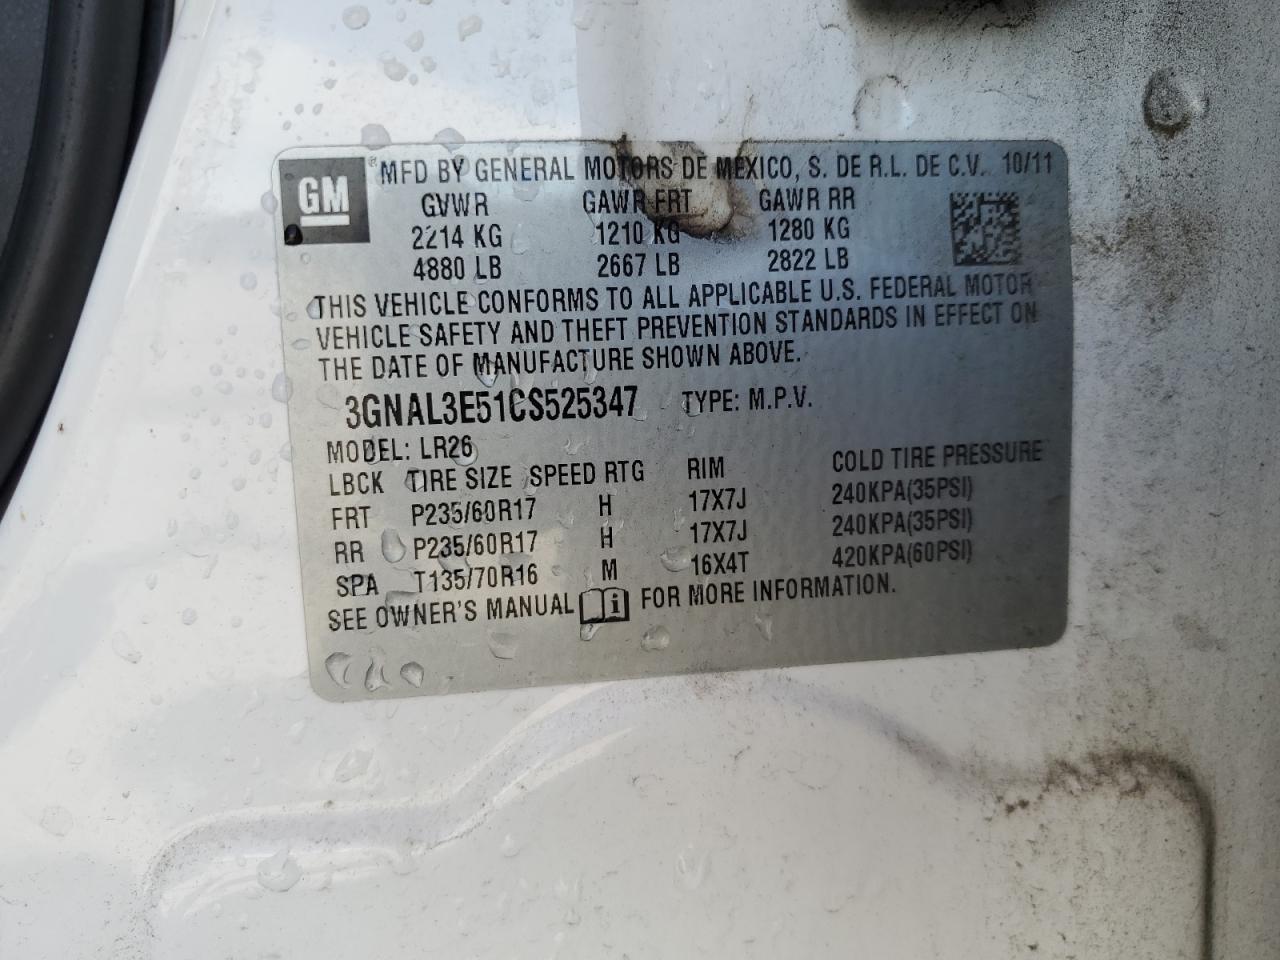 GM ® MFD BY GENERAL MOTORS DE MEXICO, S. DE R.L. DE C.V. 10/11
GVWR GAWR FRT GAWR RR
2214 KG 1210 KG 1280 KG
4880 LB 2667 LB 2822 LB
THIS VEHICLE CONFORMS TO ALL APPLICABLE U.S. FEDERAL MOTOR
VEHICLE SAFETY AND THEFT PREVENTION STANDARDS IN EFFECT ON
THE DATE OF MANUFACTURE SHOWN ABOVE.
3GNAL3E51CS525347 TYPE: M.P.V.
MODEL: LR26
LBCK TIRE SIZE SPEED RTG RIM COLD TIRE PRESSURE
FRT P235/60R17 H 17X7J 240KPA(35PSI)
RR P235/60R17 H 17X7J 240KPA(35PSI)
SPA T135/70R16 M 16X4T 420KPA(60PSI)
SEE OWNER'S MANUAL i FOR MORE INFORMATION.